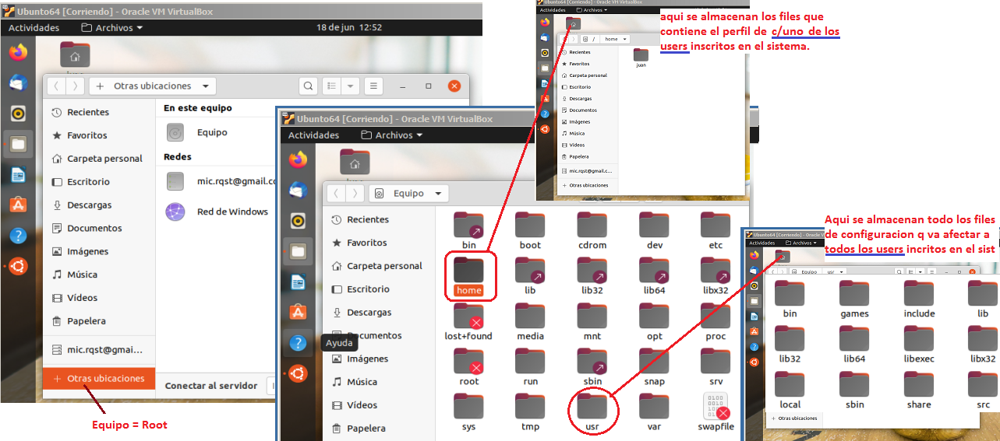 Ubunto64 [Corriendo] - Oracle VM VirtualBox
Actividades Archivos 18 de jun 12:52
Otras ubicaciones
Recientes
Favoritos
Carpeta personal
Escritorio
Descargas
Documentos
Imágenes
Música
Vídeos
Papelera
mic.rqst@gmai...
+ Otras ubicaciones
En este equipo
Equipo
Redes
mic.rqst@gmail.co
Red de Windows
Conectar al servidor
Equipo = Root
Ubunto64 [Corriendo] - Oracle VM VirtualBox
Actividades Archivos
Equipo
Recientes
Favoritos
Carpeta personal
Escritorio
Descargas
Documentos
Imágenes
Música
Vídeos
Papelera
Ayuda
bin boot cdrom dev etc
home lib lib32 lib64 libx32
lost+found media mnt opt proc
root run sbin snap srv
sys tmp usr var swapfile
Ubunto64 [Corriendo] - Oracle VM VirtualBox
Actividades Archivos
/ home
Recientes
Favoritos
Carpeta personal
Escritorio
Descargas
Documentos
Imágenes
Música
Vídeos
Papelera
mic.rqst@gmail.c...
+ Otras ubicaciones
juan
aqui se almacenan los files que
contiene el perfil de c/uno de los
users inscritos en el sistema.
Aqui se almacenan todo los files
de configuracion q va afectar a
todos los users incritos en el sist
Ubunto64 [Corriendo] - Oracle VM Virtual
Actividades Archivos
Equipo usr
bin games include lib
lib32 lib64 libexec libx32
local sbin share src
+ Otras ubicaciones